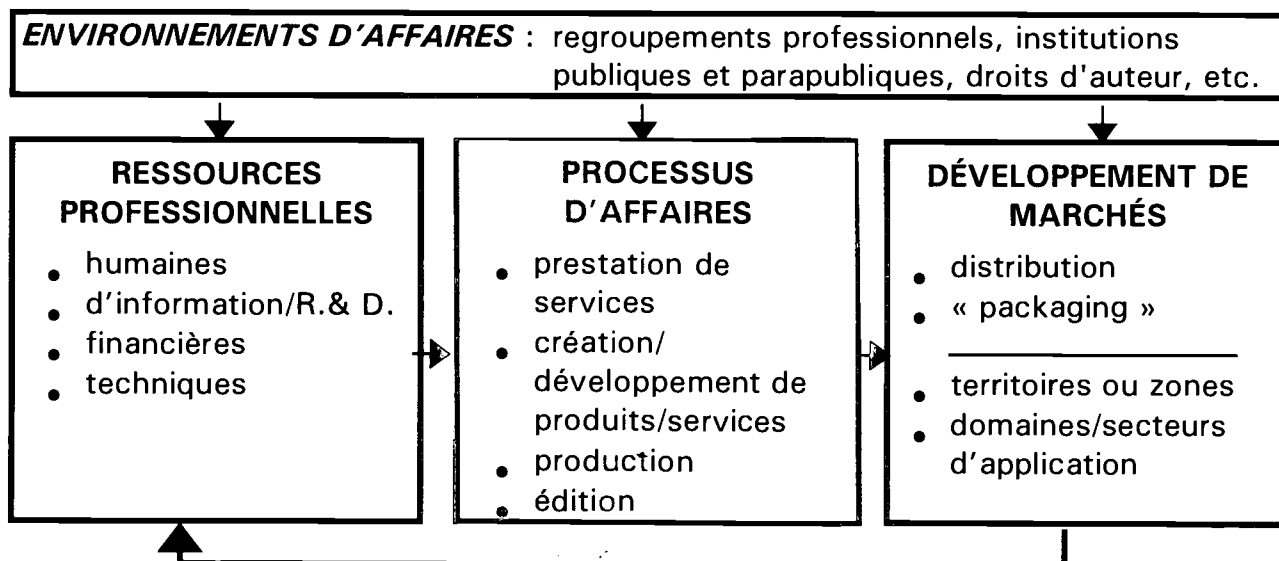 ENVIRONNEMENTS D'AFFAIRES : regroupements professionnels, institutions
publiques et parapubliques, droits d'auteur, etc.
RESSOURCES
PROFESSIONNELLES
• humaines
• d'information/R.& D.
• financières
• techniques
PROCESSUS
D'AFFAIRES
• prestation de
services
• création/
développement de
produits/services
• production
• édition
DÉVELOPPEMENT DE
MARCHÉS
• distribution
• « packaging »
• territoires ou zones
• domaines/secteurs
d'application